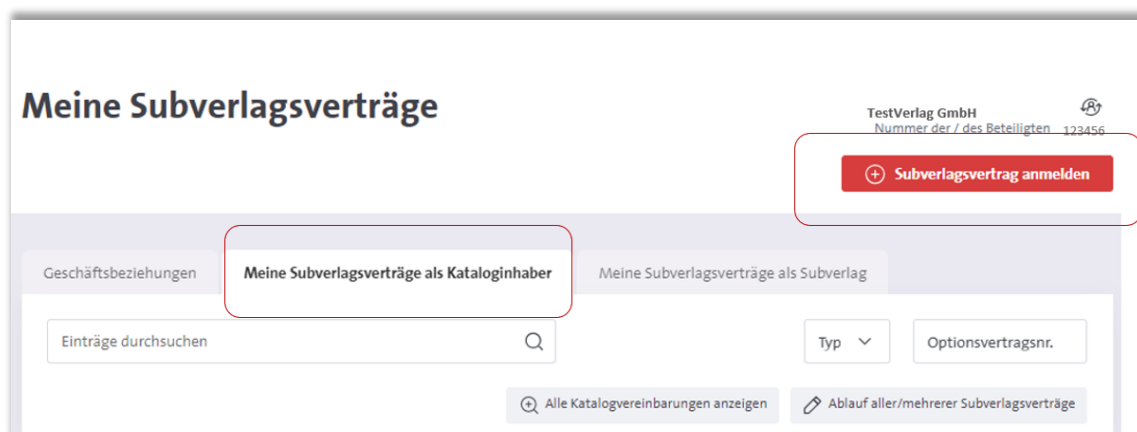 Meine Subverlagsverträge
TestVerlag GmbH
Nummer der / des Beteiligten 123456
Subverlagsvertrag anmelden
Geschäftsbeziehungen Meine Subverlagsverträge als Kataloginhaber Meine Subverlagsverträge als Subverlag
Einträge durchsuchen Typ Optionsvertragsnr.
Alle Katalogvereinbarungen anzeigen Ablauf aller/mehrerer Subverlagsverträge